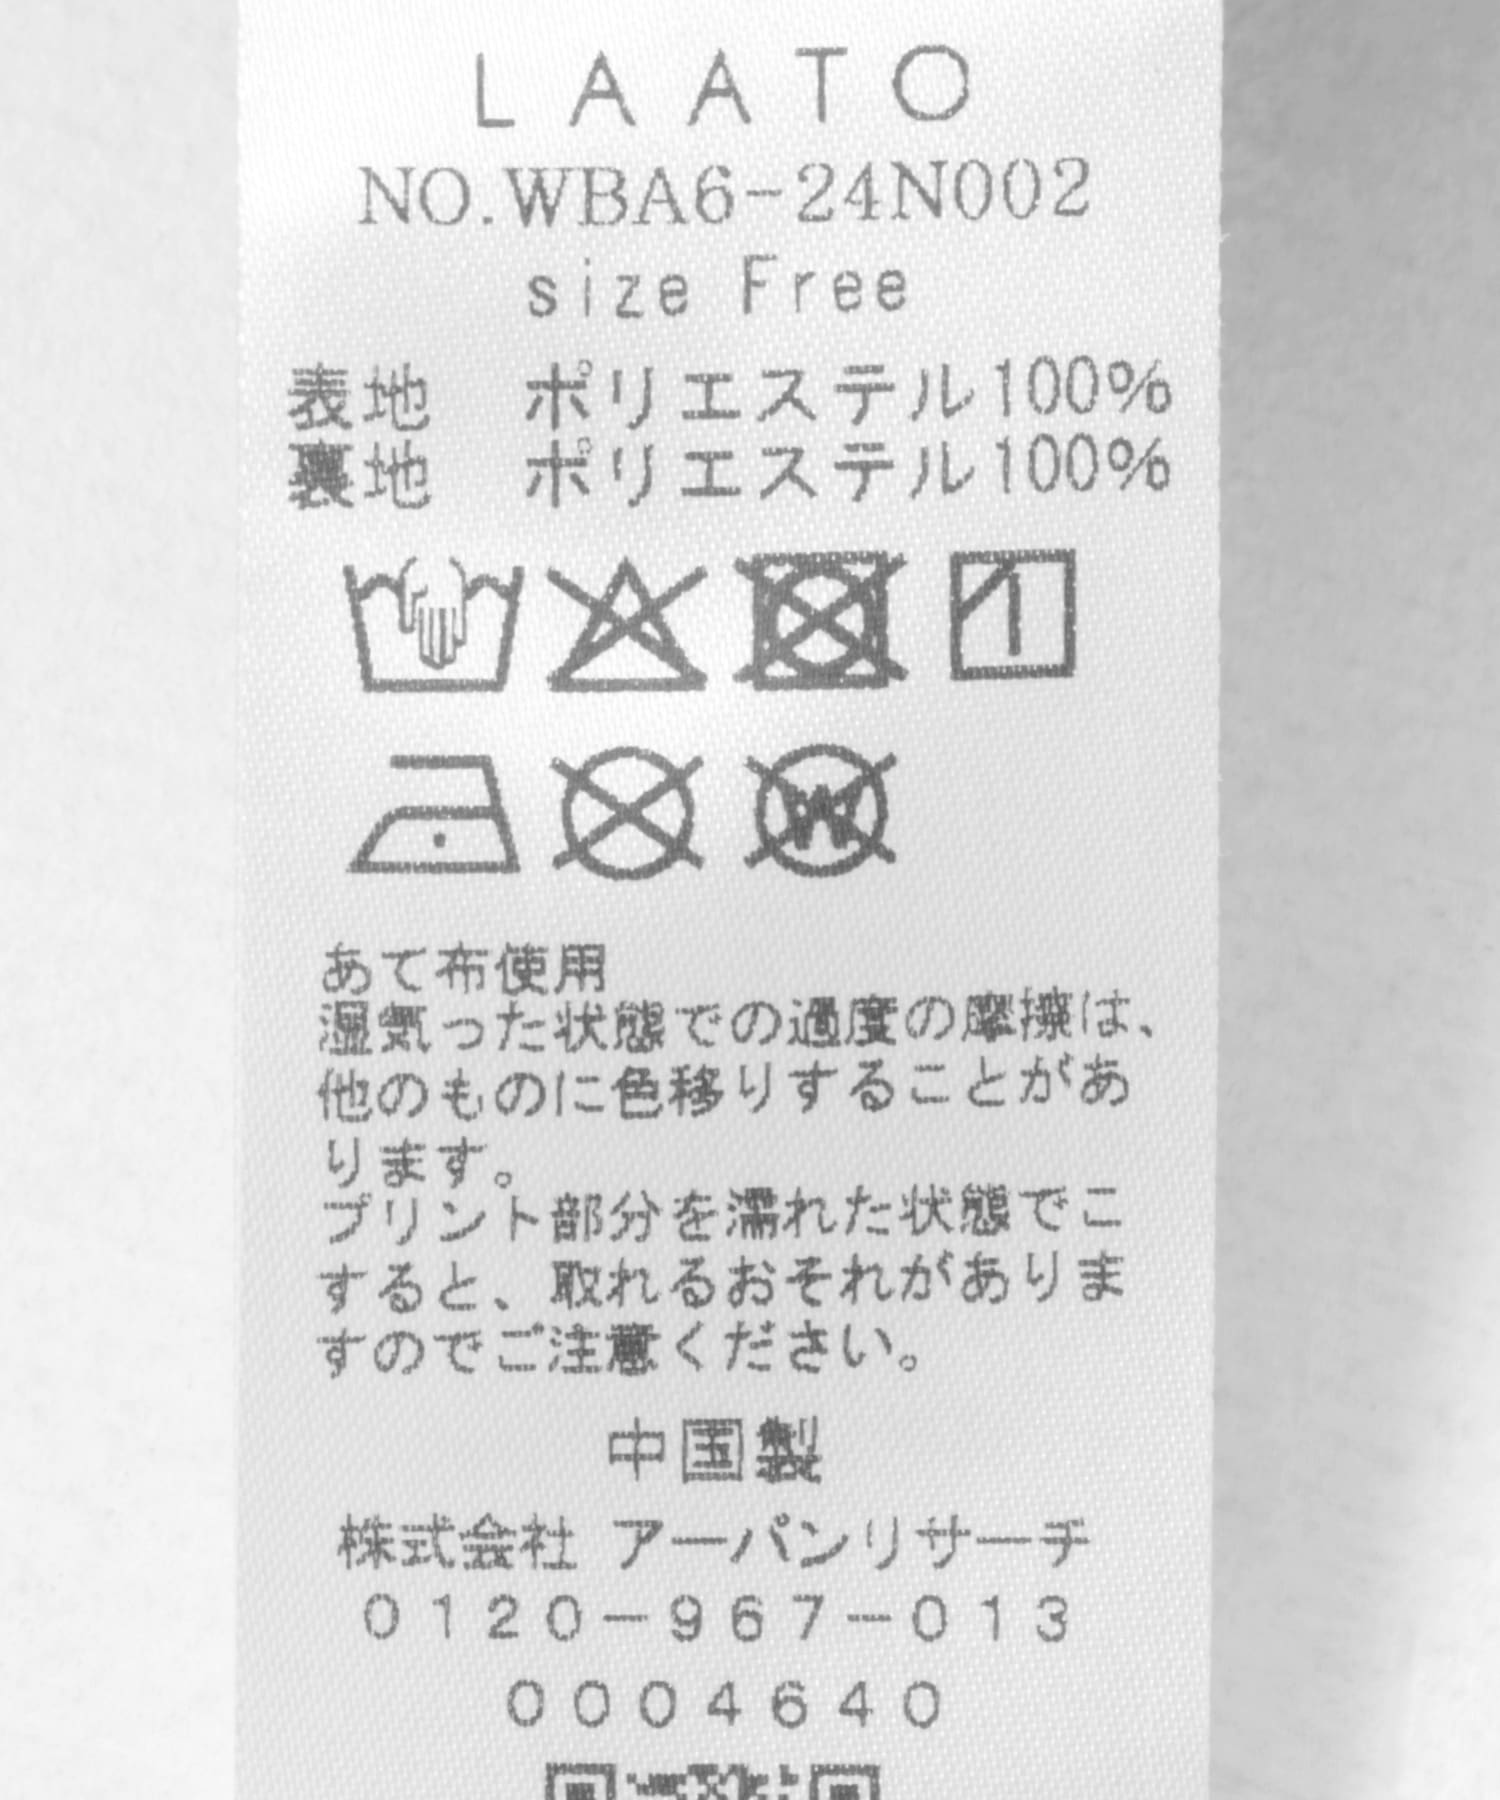 LAATO
NO.WBA6-24N002
size Free
表地 ポリエステル100%
裏地 ポリエステル100%
W
あて布使用
湿気った状態での過度の摩擦は、
他のものに色移りすることがあ
ります。
プリント部分を濡れた状態でこ
すると、取れるおそれがありま
すのでご注意ください。
中国製
株式会社 アーバンリサーチ
0120-967-013
0004640